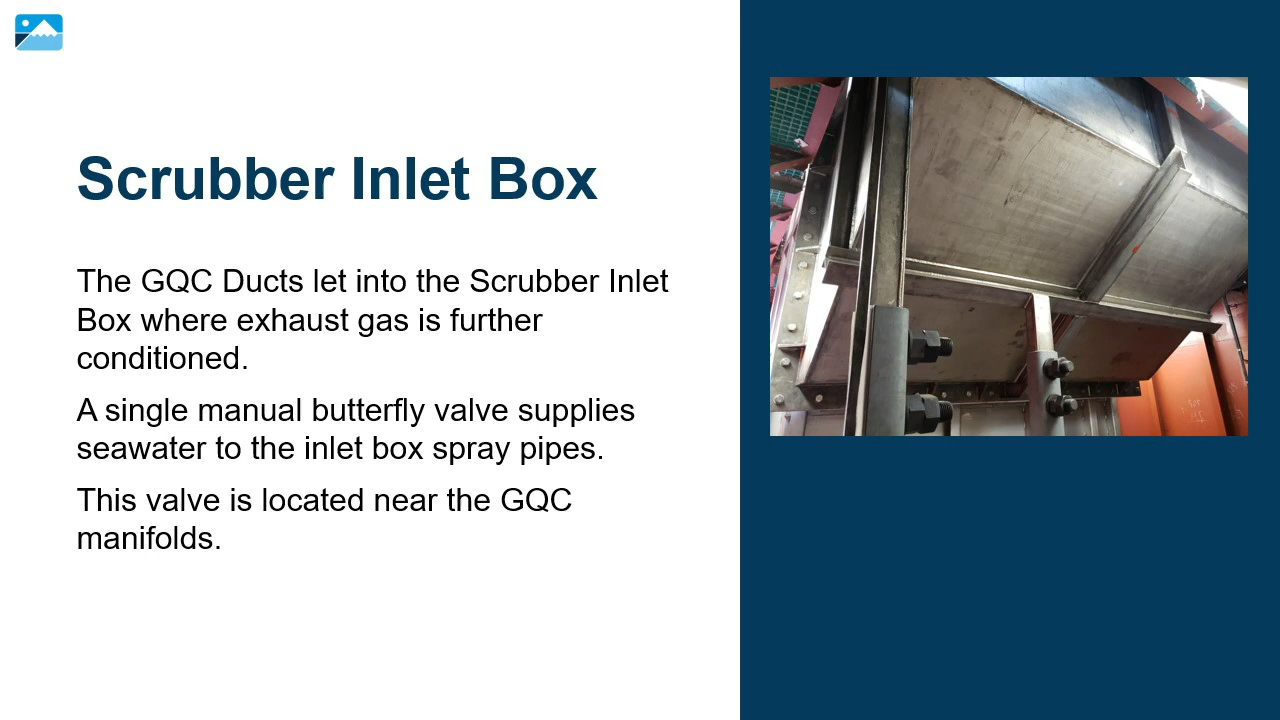 Scrubber Inlet Box
The GQC Ducts let into the Scrubber Inlet
Box where exhaust gas is further
conditioned.
A single manual butterfly valve supplies
seawater to the inlet box spray pipes.
This valve is located near the GQC
manifolds.